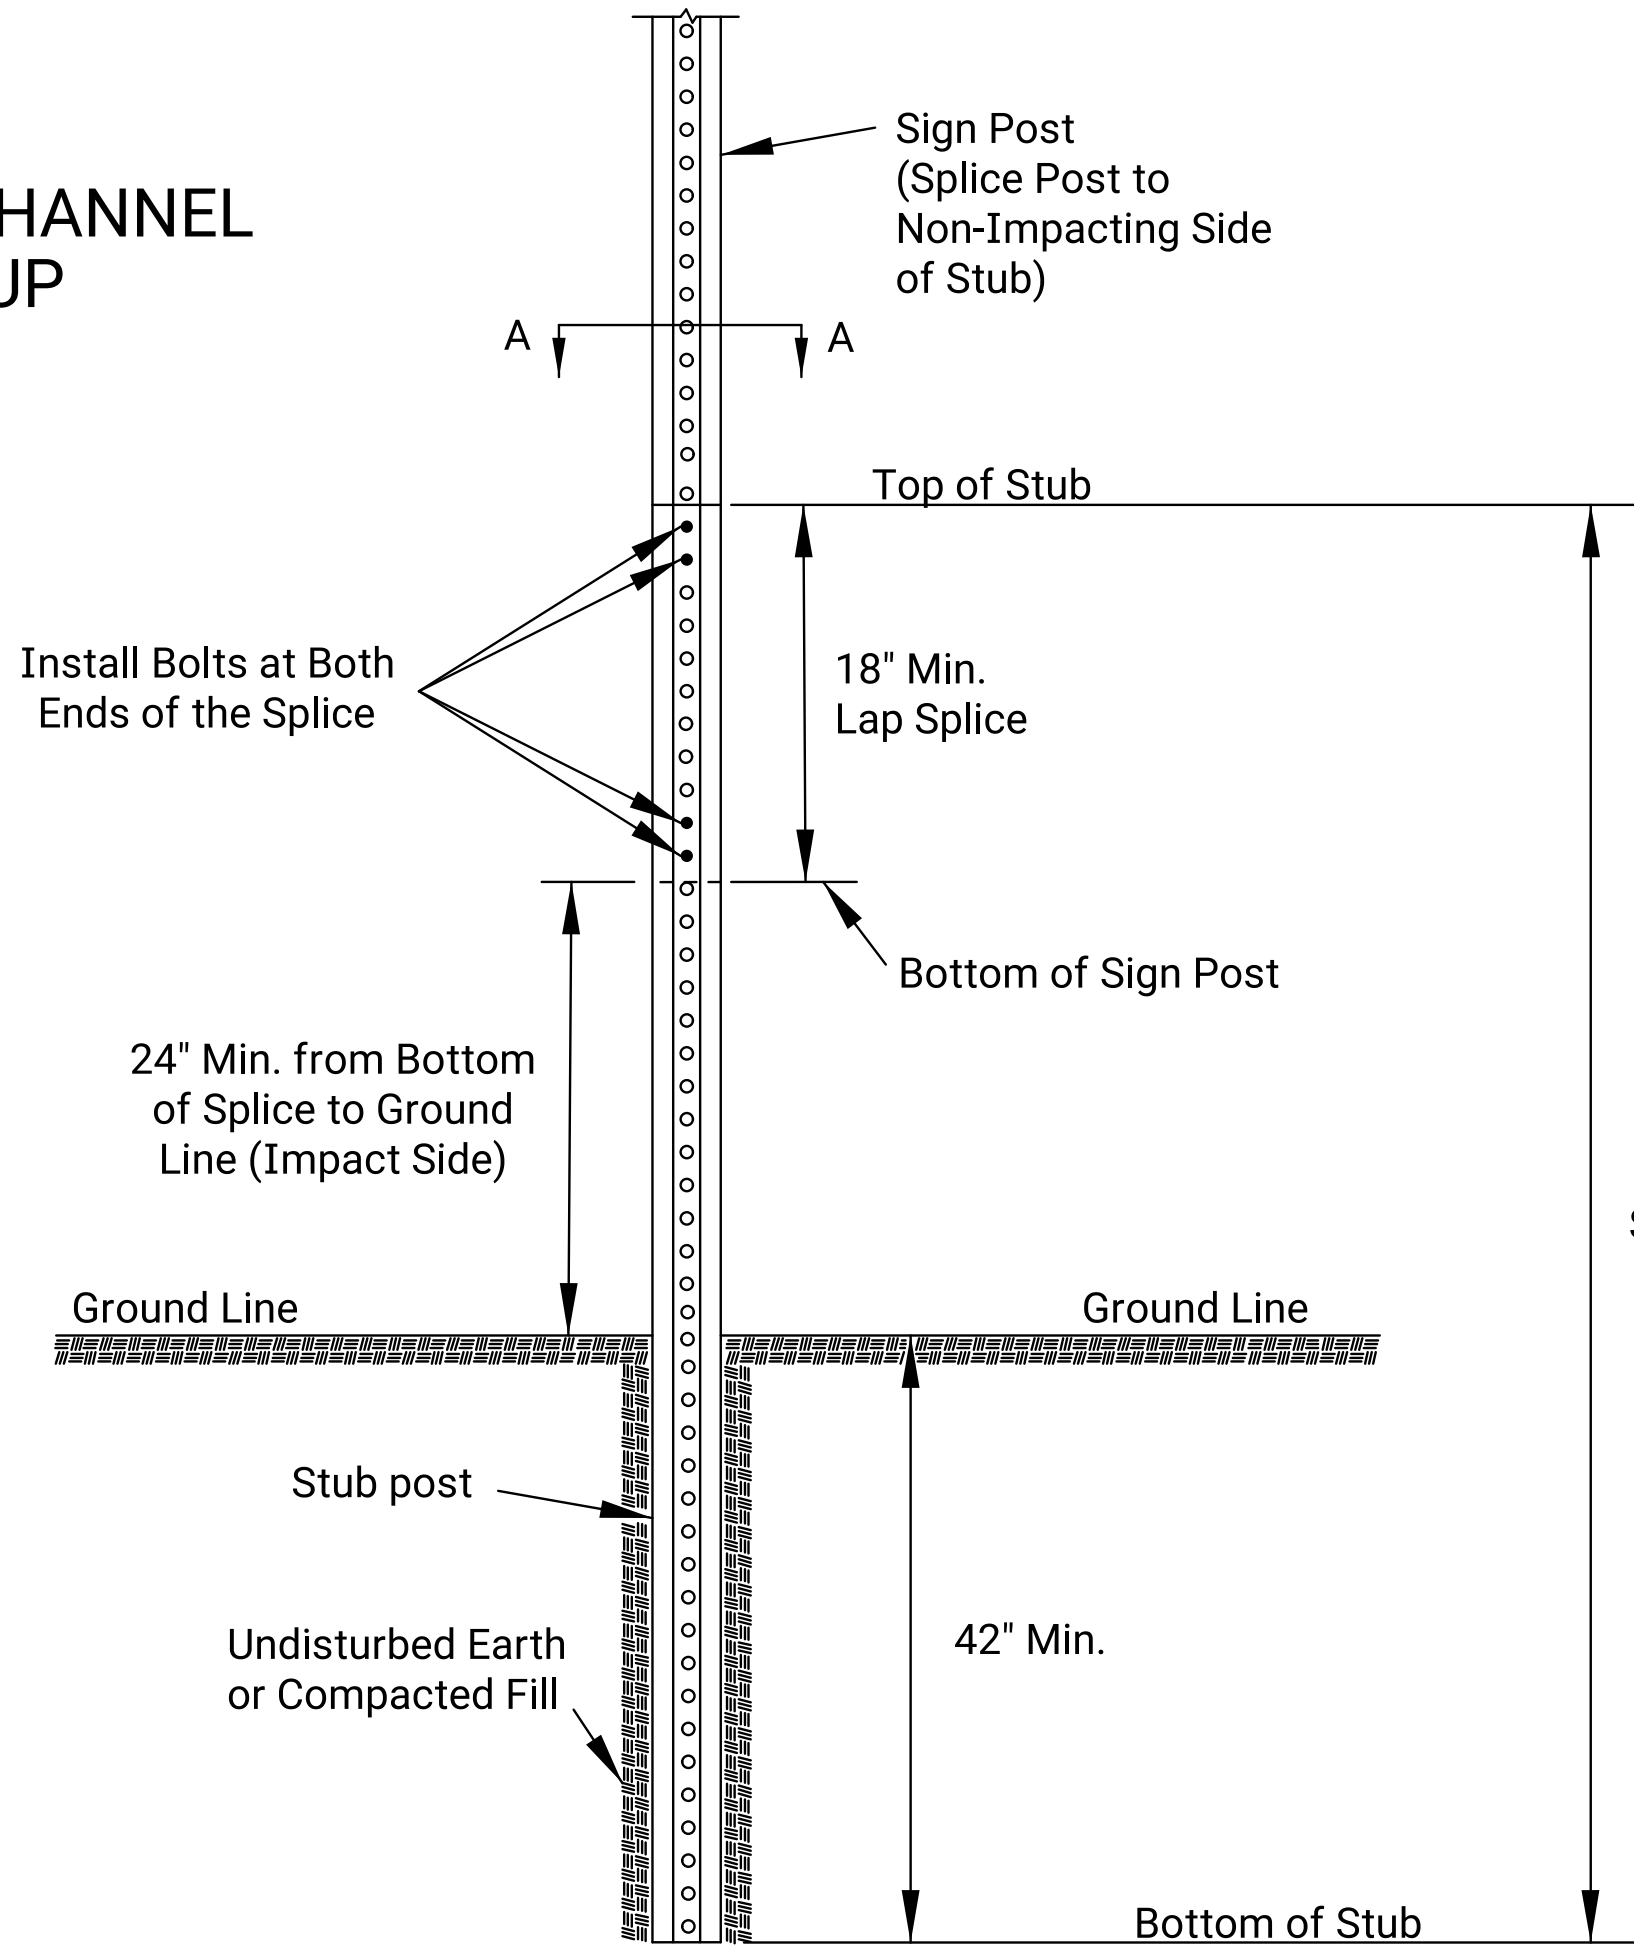 HANNEL
UP
Sign Post
(Splice Post to
Non-Impacting Side
of Stub)
A
A
Top of Stub
Install Bolts at Both
Ends of the Splice
18" Min.
Lap Splice
Bottom of Sign Post
24" Min. from Bottom
of Splice to Ground
Line (Impact Side)
Ground Line
Ground Line
Stub post
Undisturbed Earth
or Compacted Fill
42" Min.
Bottom of Stub